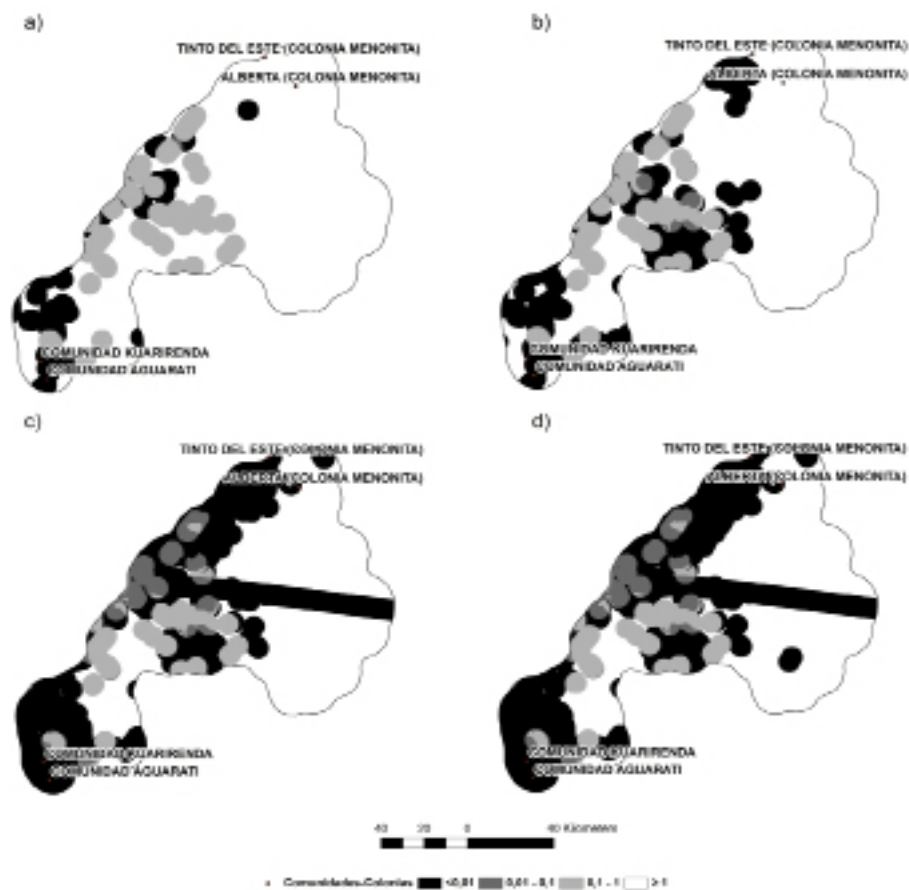 a)
TINTO DEL ESTE (COLONIA MENONITA)
ALBERTA (COLONIA MENONITA)
COMUNIDAD KUARIRENDA
COMUNIDAD AGUARATI
b)
TINTO DEL ESTE (COLONIA MENONITA)
ALBERTA (COLONIA MENONITA)
COMUNIDAD KUARIRENDA
COMUNIDAD AGUARATI
c)
TINTO DEL ESTE (COLONIA MENONITA)
ALBERTA (COLONIA MENONITA)
COMUNIDAD KUARIRENDA
COMUNIDAD AGUARATI
d)
TINTO DEL ESTE (COLONIA MENONITA)
ALBERTA (COLONIA MENONITA)
COMUNIDAD KUARIRENDA
COMUNIDAD AGUARATI
40 20 0 40 Kilometers
Comunidades-Colonias <0,01 0,01 - 0,1 0,1 - 1 >1